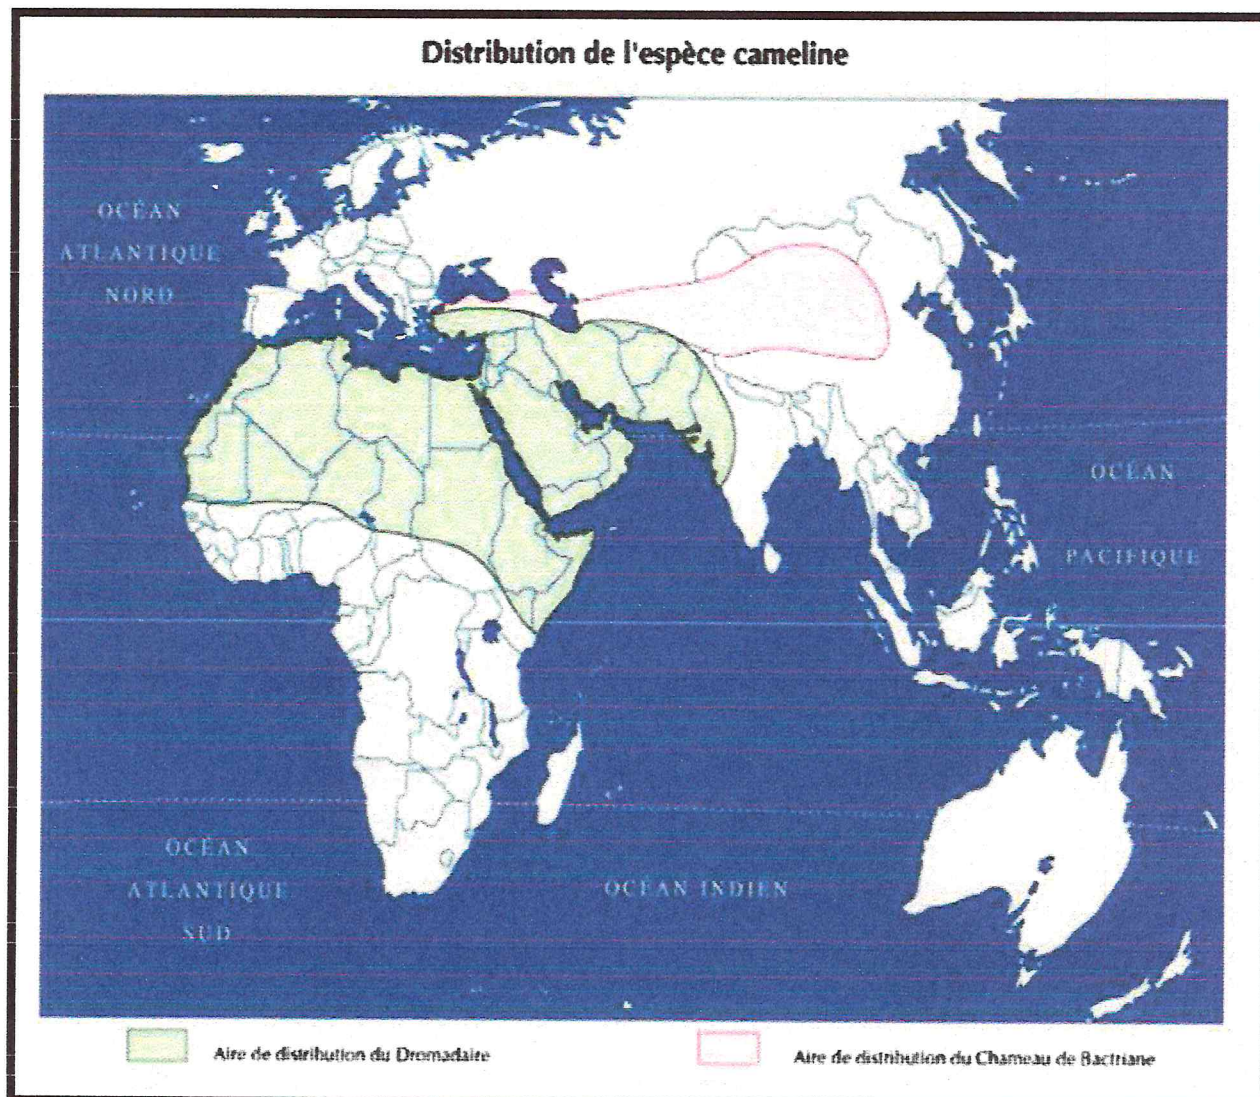 Distribution de l'espèce cameline
OCÉAN
ATLANTIQUE
NORD
OCÉAN
PACIFIQUE
OCÉAN
ATLANTIQUE
SUD
OCÉAN INDIEN
Aire de distribution du Dromadaire
Aire de distribution du Chameau de Bactriane